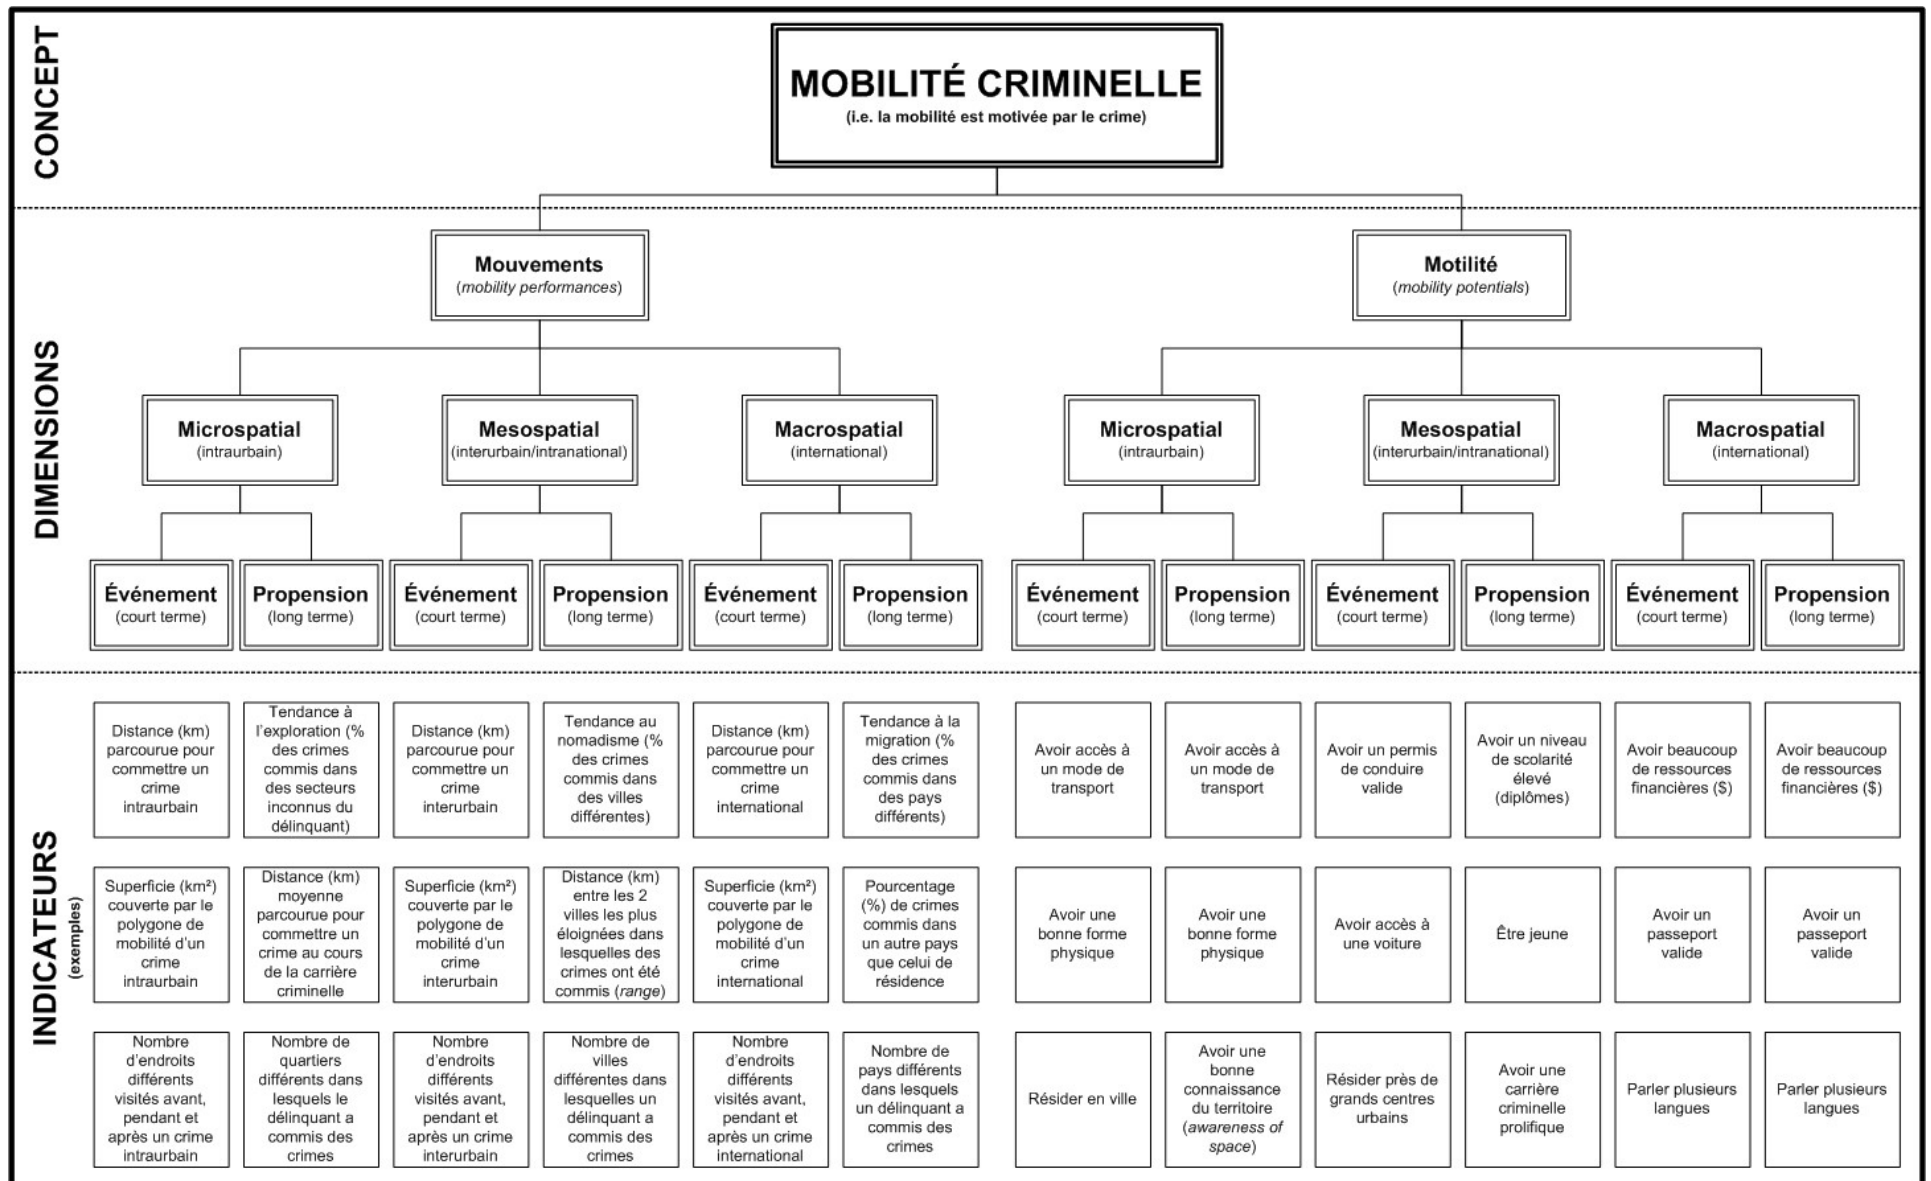 CONCEPT
MOBILITÉ CRIMINELLE
(i.e. la mobilité est motivée par le crime)
DIMENSIONS
Mouvements
(mobility performances)
Motilité
(mobility potentials)
Microspatial
(intraurbain)
Mesospatial
(interurbain/intranational)
Macrospatial
(international)
Microspatial
(intraurbain)
Mesospatial
(interurbain/intranational)
Macrospatial
(international)
Événement
(court terme)
Propension
(long terme)
Événement
(court terme)
Propension
(long terme)
Événement
(court terme)
Propension
(long terme)
Événement
(court terme)
Propension
(long terme)
Événement
(court terme)
Propension
(long terme)
Événement
(court terme)
Propension
(long terme)
INDICATEURS
(exemples)
Distance (km)
parcourue pour
commettre un
crime
intraurbain
Tendance à
l'exploration (%
des crimes
commis dans
des secteurs
inconnus du
délinquant)
Distance (km)
parcourue pour
commettre un
crime
interurbain
Tendance au
nomadisme (%
des crimes
commis dans
des villes
différentes)
Distance (km)
parcourue pour
commettre un
crime
international
Tendance à la
migration (%
des crimes
commis dans
des pays
différents)
Avoir accès à
un mode de
transport
Avoir accès à
un mode de
transport
Avoir un permis
de conduire
valide
Avoir un niveau
de scolarité
élevé
(diplômes)
Avoir beaucoup
de ressources
financières ($)
Avoir beaucoup
de ressources
financières ($)
Superficie (km²)
couverte par le
polygone de
mobilité d'un
crime
intraurbain
Distance (km)
moyenne
parcourue pour
commettre un
crime au cours
de la carrière
criminelle
Superficie (km²)
couverte par le
polygone de
mobilité d'un
crime
interurbain
Distance (km)
entre les 2
villes les plus
éloignées dans
lesquelles des
crimes ont été
commis (range)
Superficie (km²)
couverte par le
polygone de
mobilité d'un
crime
international
Pourcentage
(%) de crimes
commis dans
un autre pays
que celui de
résidence
Avoir une
bonne forme
physique
Avoir une
bonne forme
physique
Avoir accès à
une voiture
Être jeune
Avoir un
passeport
valide
Avoir un
passeport
valide
Nombre
d'endroits
différents
visités avant,
pendant et
après un crime
intraurbain
Nombre de
quartiers
différents dans
lesquels le
délinquant a
commis des
crimes
Nombre
d'endroits
différents
visités avant,
pendant et
après un crime
interurbain
Nombre de
villes
différentes dans
lesquelles un
délinquant a
commis des
crimes
Nombre
d'endroits
différents
visités avant,
pendant et
après un crime
international
Nombre de
pays différents
dans lesquels
un délinquant a
commis des
crimes
Résider en ville
Avoir une
bonne
connaissance
du territoire
(awareness of
space)
Résider près de
grands centres
urbains
Avoir une
carrière
criminelle
prolifique
Parler plusieurs
langues
Parler plusieurs
langues